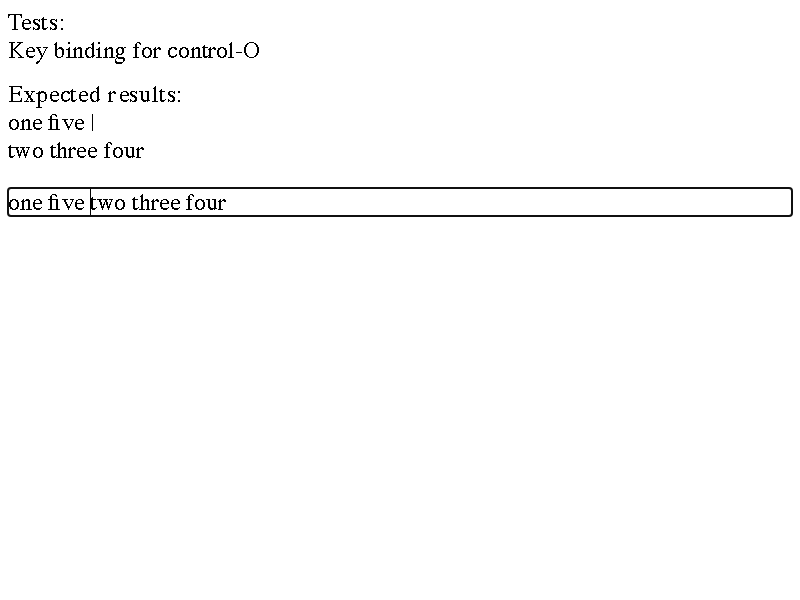 Tests:
Key binding for control-O
Expected results:
one five |
two three four
one five two three four